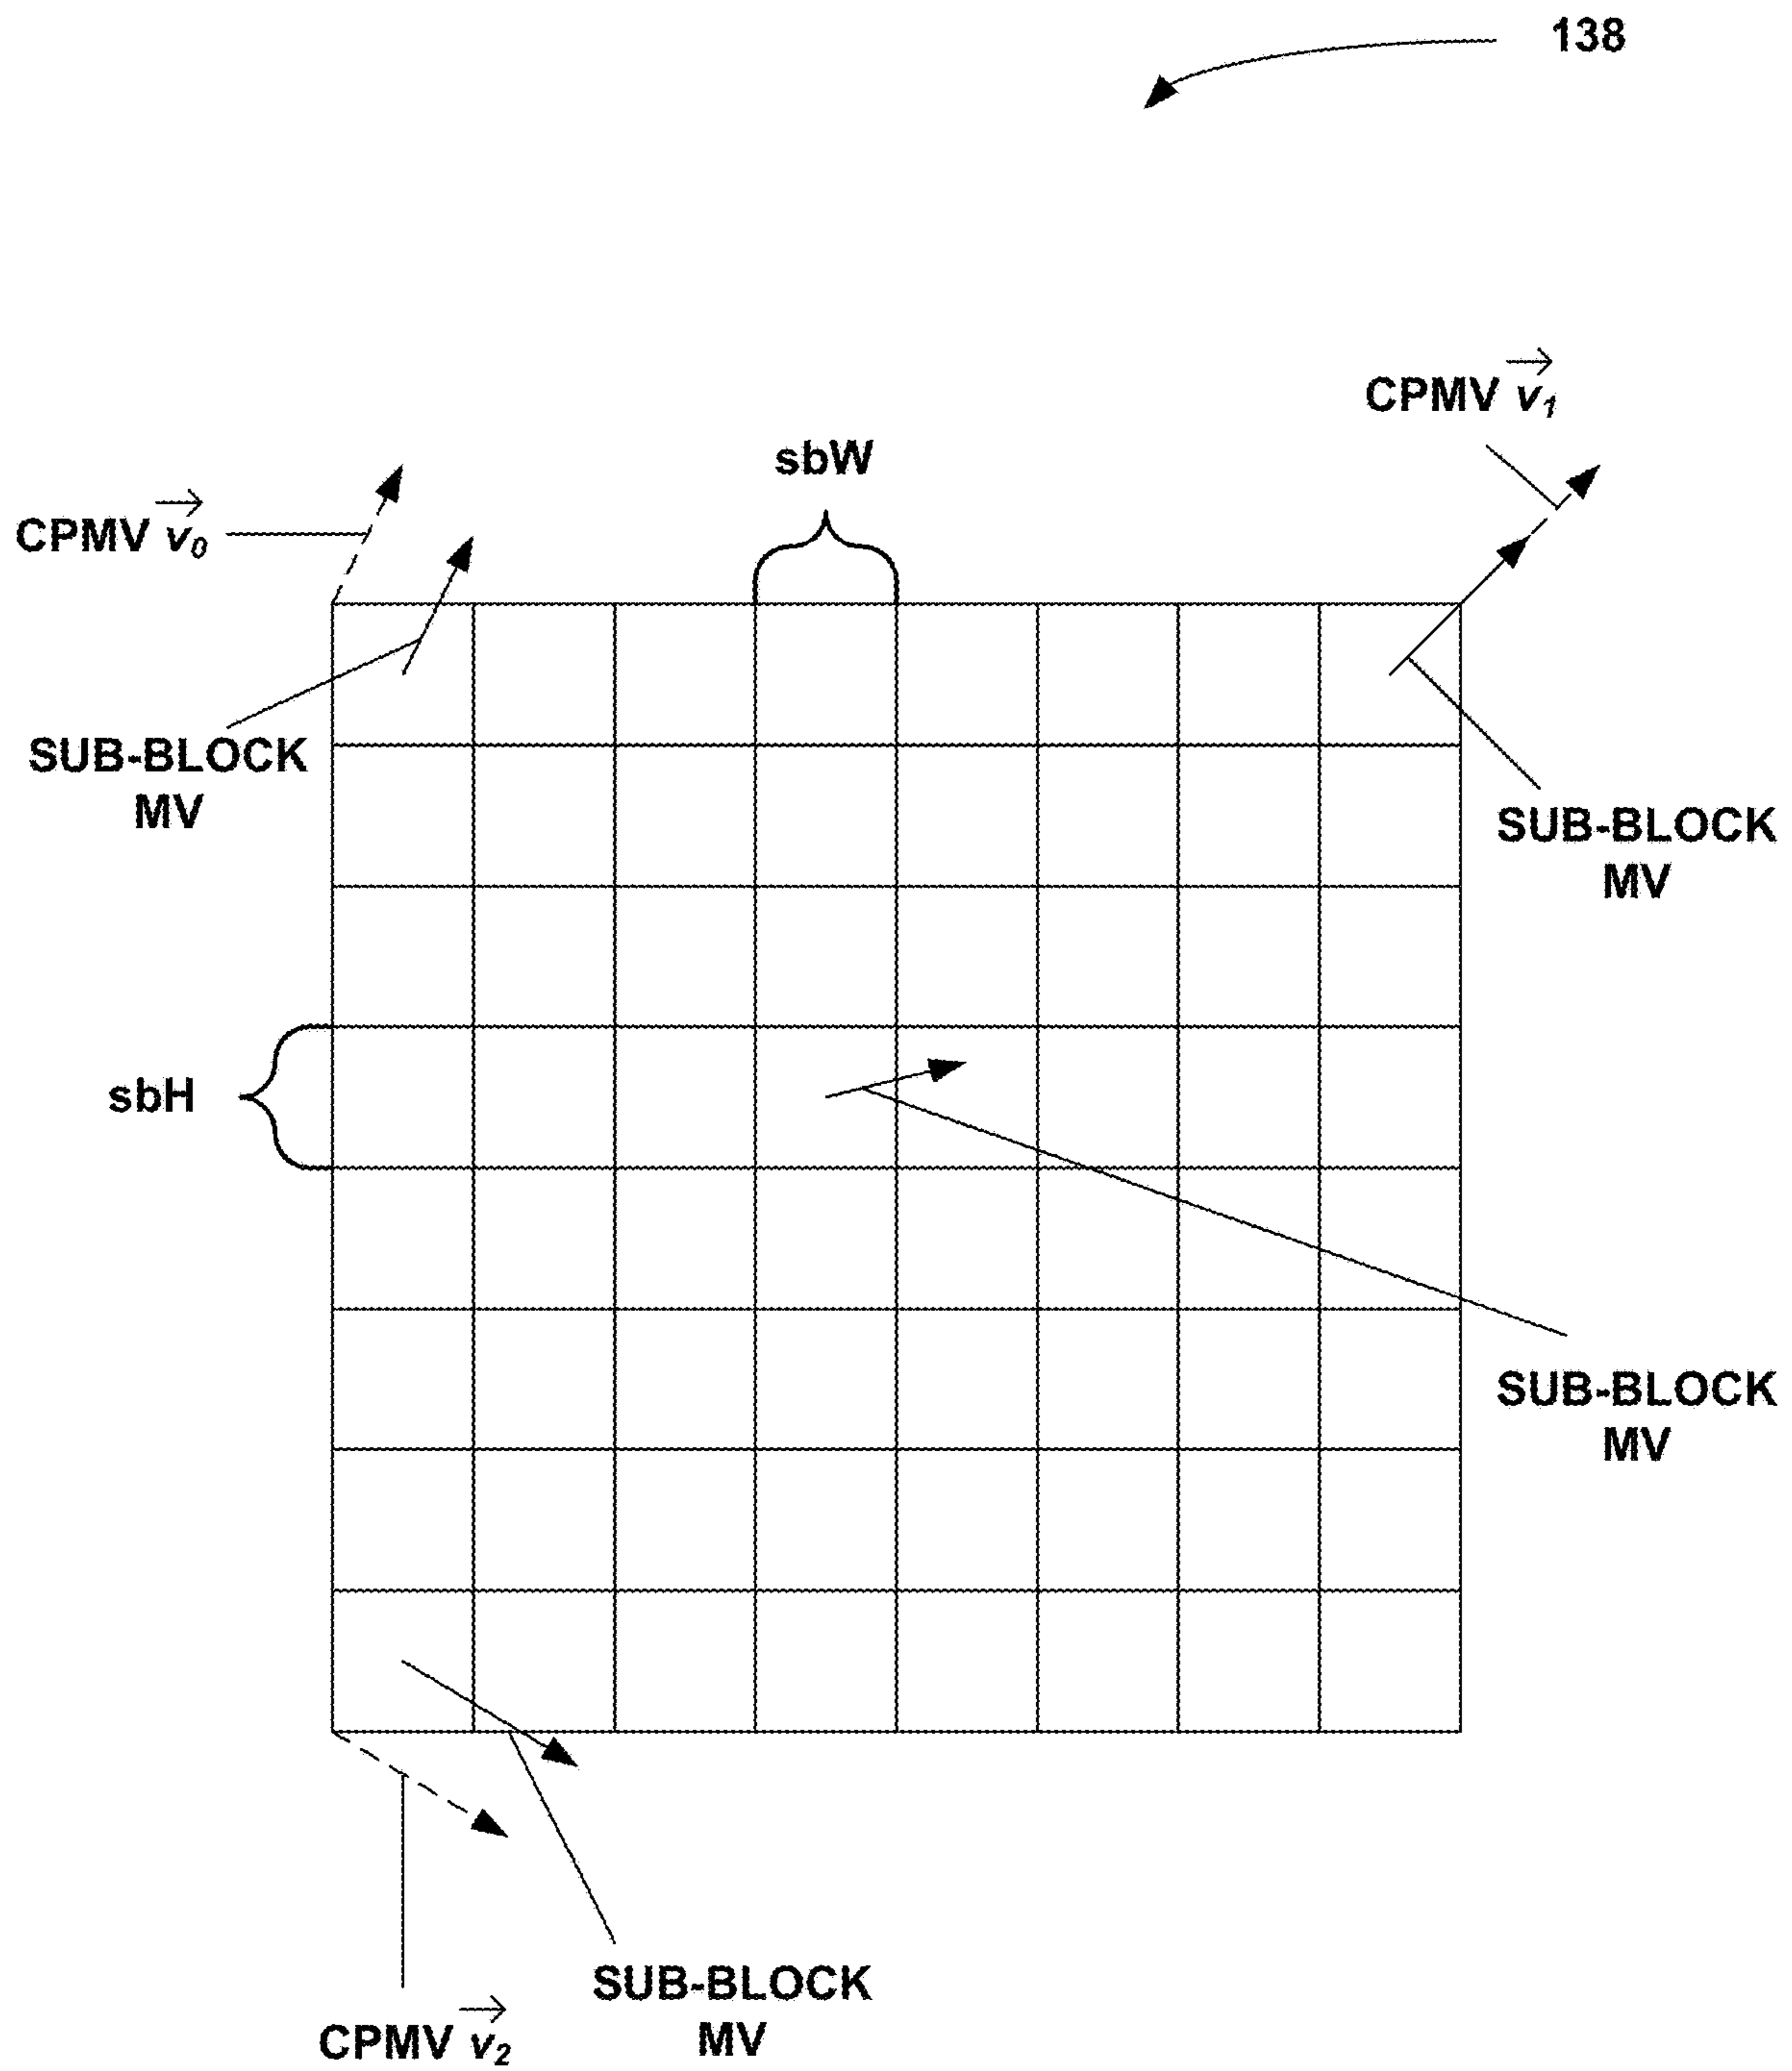 138
CPMV v₁
sbW
CPMV v₀
SUB-BLOCK
MV
SUB-BLOCK
MV
sbH
SUB-BLOCK
MV
SUB-BLOCK
MV
CPMV v₂